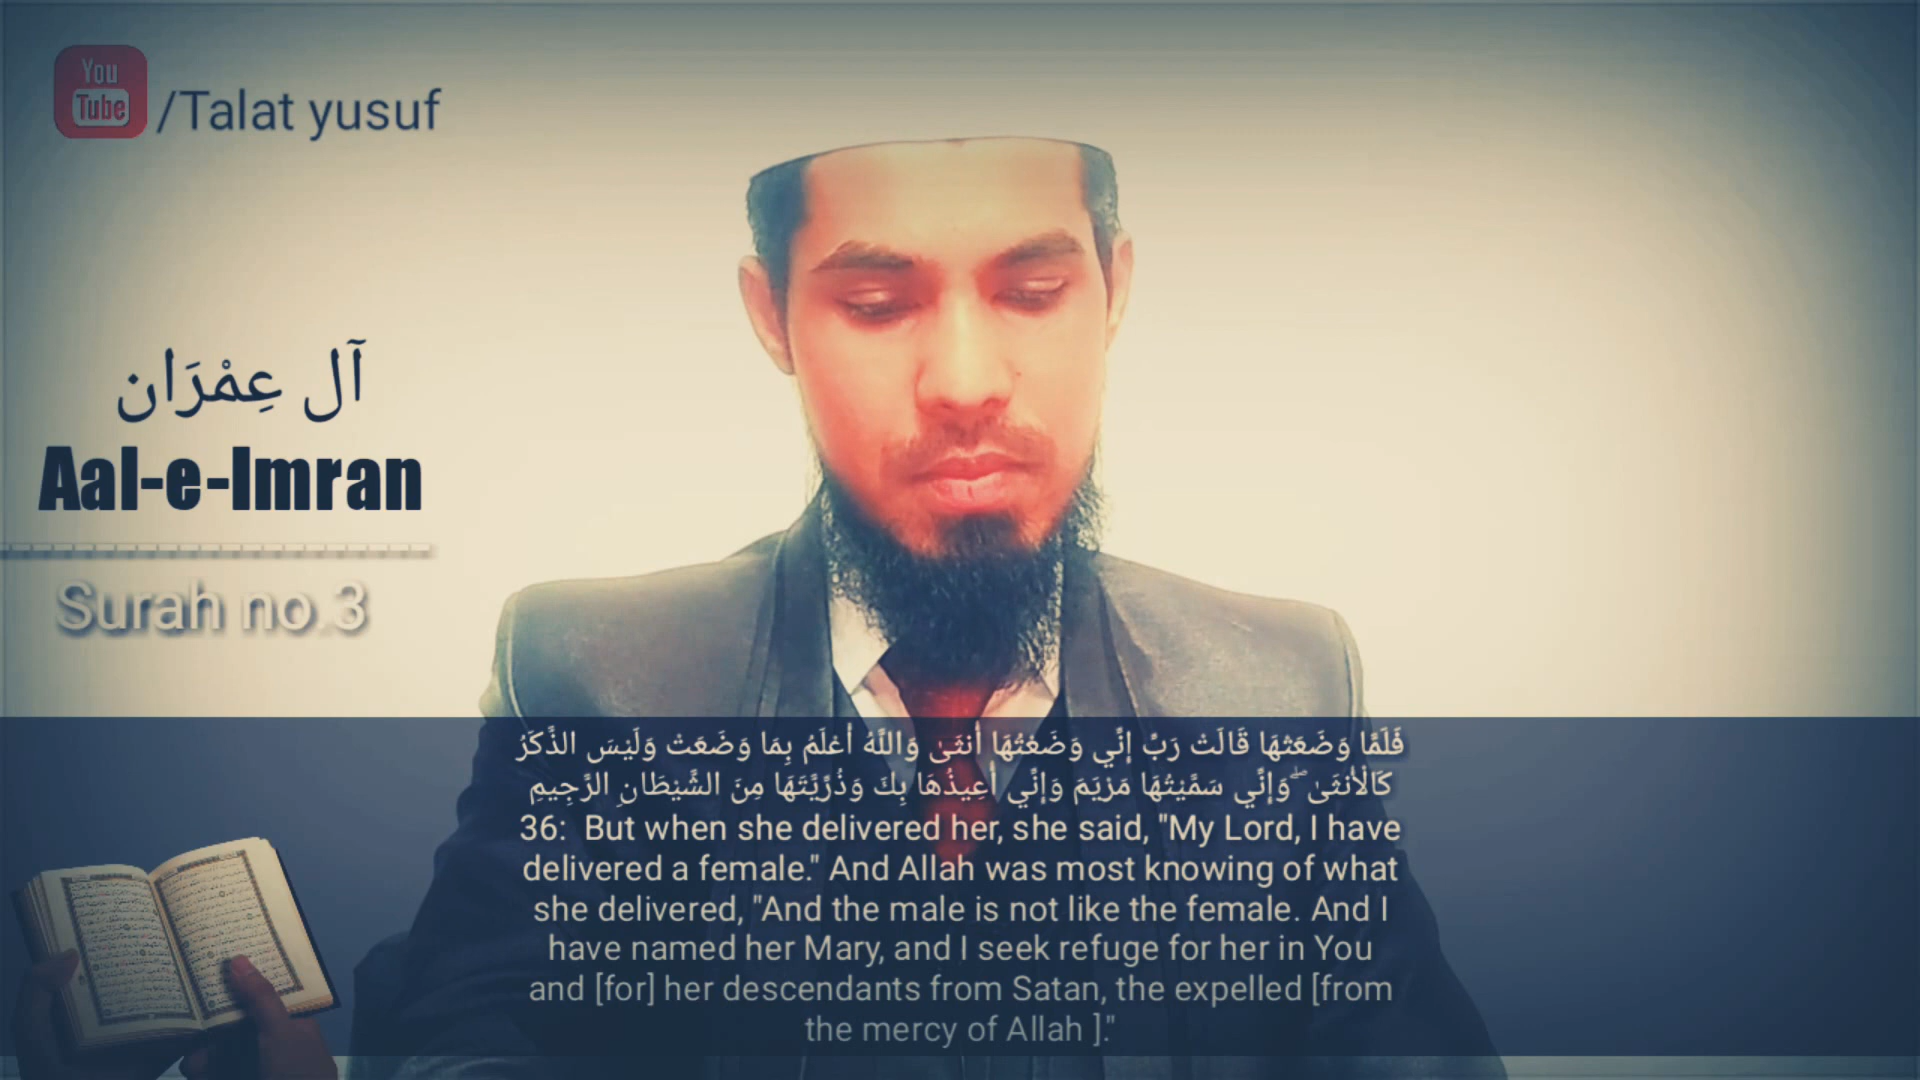 You
Tube
/Talat yusuf
آل عِمْرَان
Aal-e-Imran
Surah no.3
فَلَمَّا وَضَعَتْهَا قَالَتْ رَبِّ إِنِّي وَضَعْتُهَا أُنثَىٰ وَاللَّهُ أَعْلَمُ بِمَا وَضَعَتْ وَلَيْسَ الذَّكَرُ
كَالْأُنثَىٰ ۖ وَإِنِّي سَمَّيْتُهَا مَرْيَمَ وَإِنِّي أُعِيذُهَا بِكَ وَذُرِّيَّتَهَا مِنَ الشَّيْطَانِ الرَّجِيمِ
36:  But when she delivered her, she said, "My Lord, I have
delivered a female." And Allah was most knowing of what
she delivered, "And the male is not like the female. And I
have named her Mary, and I seek refuge for her in You
and [for] her descendants from Satan, the expelled [from
the mercy of Allah ]."